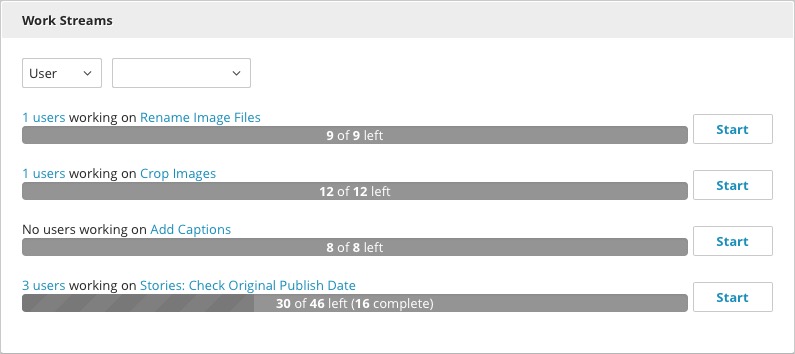 Work Streams
User
1 users working on Rename Image Files
9 of 9 left
Start
1 users working on Crop Images
12 of 12 left
Start
No users working on Add Captions
8 of 8 left
Start
3 users working on Stories: Check Original Publish Date
30 of 46 left (16 complete)
Start